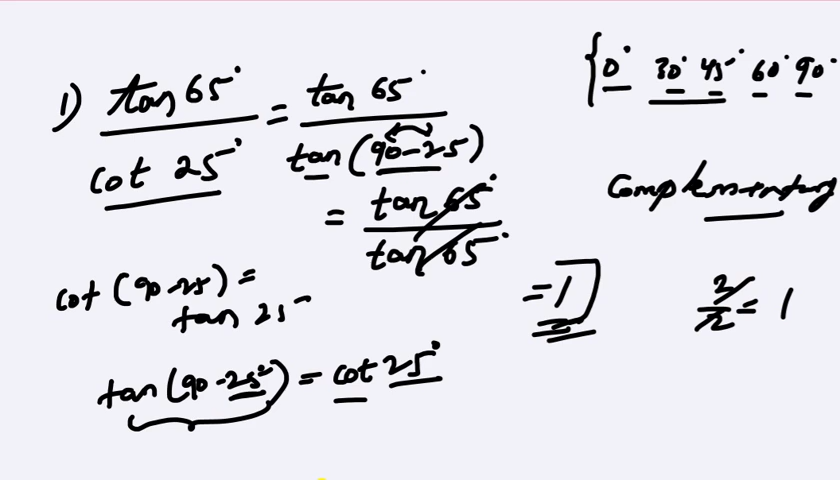 1) tan 65° / cot 25° = tan 65° / tan (90-25)
= tan 65° / tan 65°
= 1
cot (90-25) =
tan 25°
tan (90-25°) = cot 25°
{0° 30° 45° 60° 90°
Complementary
2/2 = 1